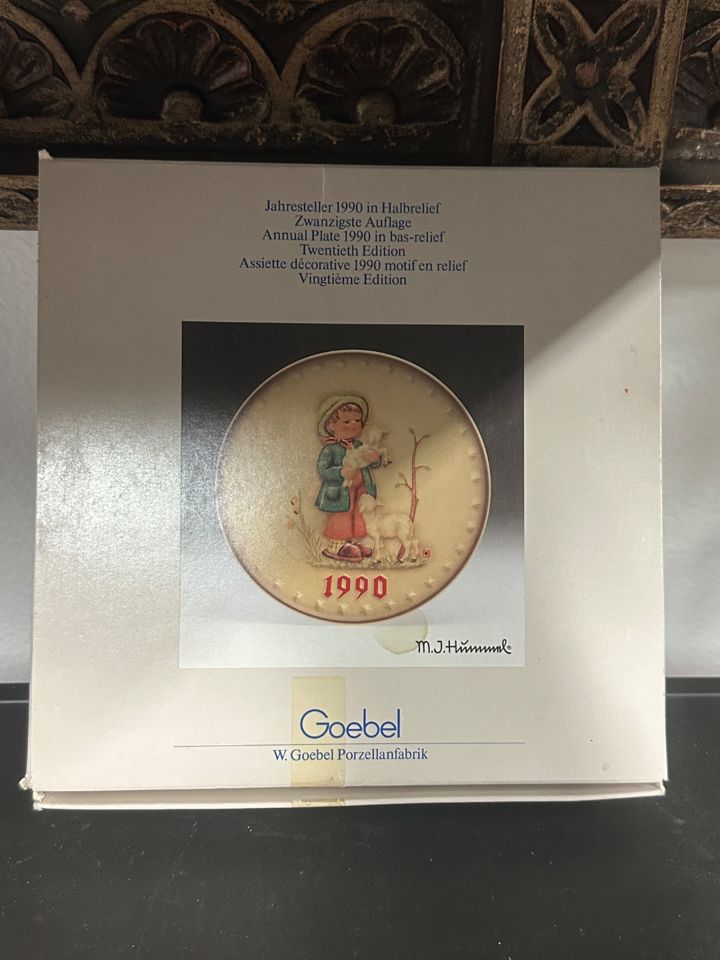 Jahresteller 1990 in Halbrelief
Zwanzigste Auflage
Annual Plate 1990 in bas-relief
Twentieth Edition
Assiette décorative 1990 motif en relief
Vingtième Edition
1990
M.J.Hümmel®
Goebel
W. Goebel Porzellanfabrik